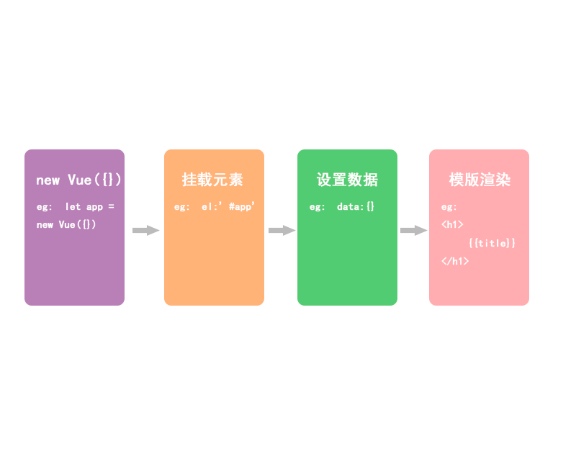 new Vue({})
eg: let app =
new Vue({})
挂载元素
eg: el:'#app'
设置数据
eg: data:{}
模版渲染
eg:
<h1>
{{title}}
</h1>